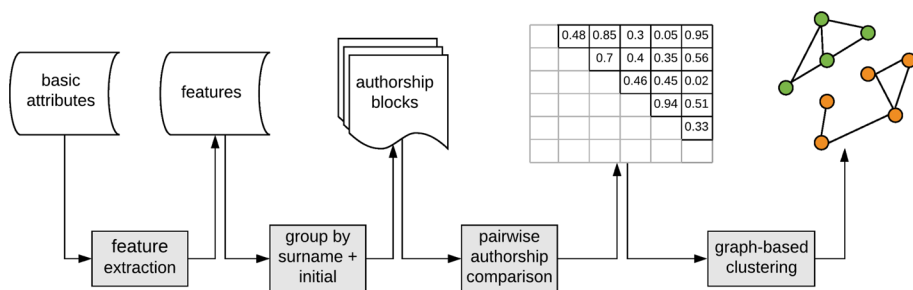 basic
attributes
features
authorship
blocks
0.48 0.85 0.3 0.05 0.95
0.7 0.4 0.35 0.56
0.46 0.45 0.02
0.94 0.51
0.33
feature
extraction
group by
surname +
initial
pairwise
authorship
comparison
graph-based
clustering